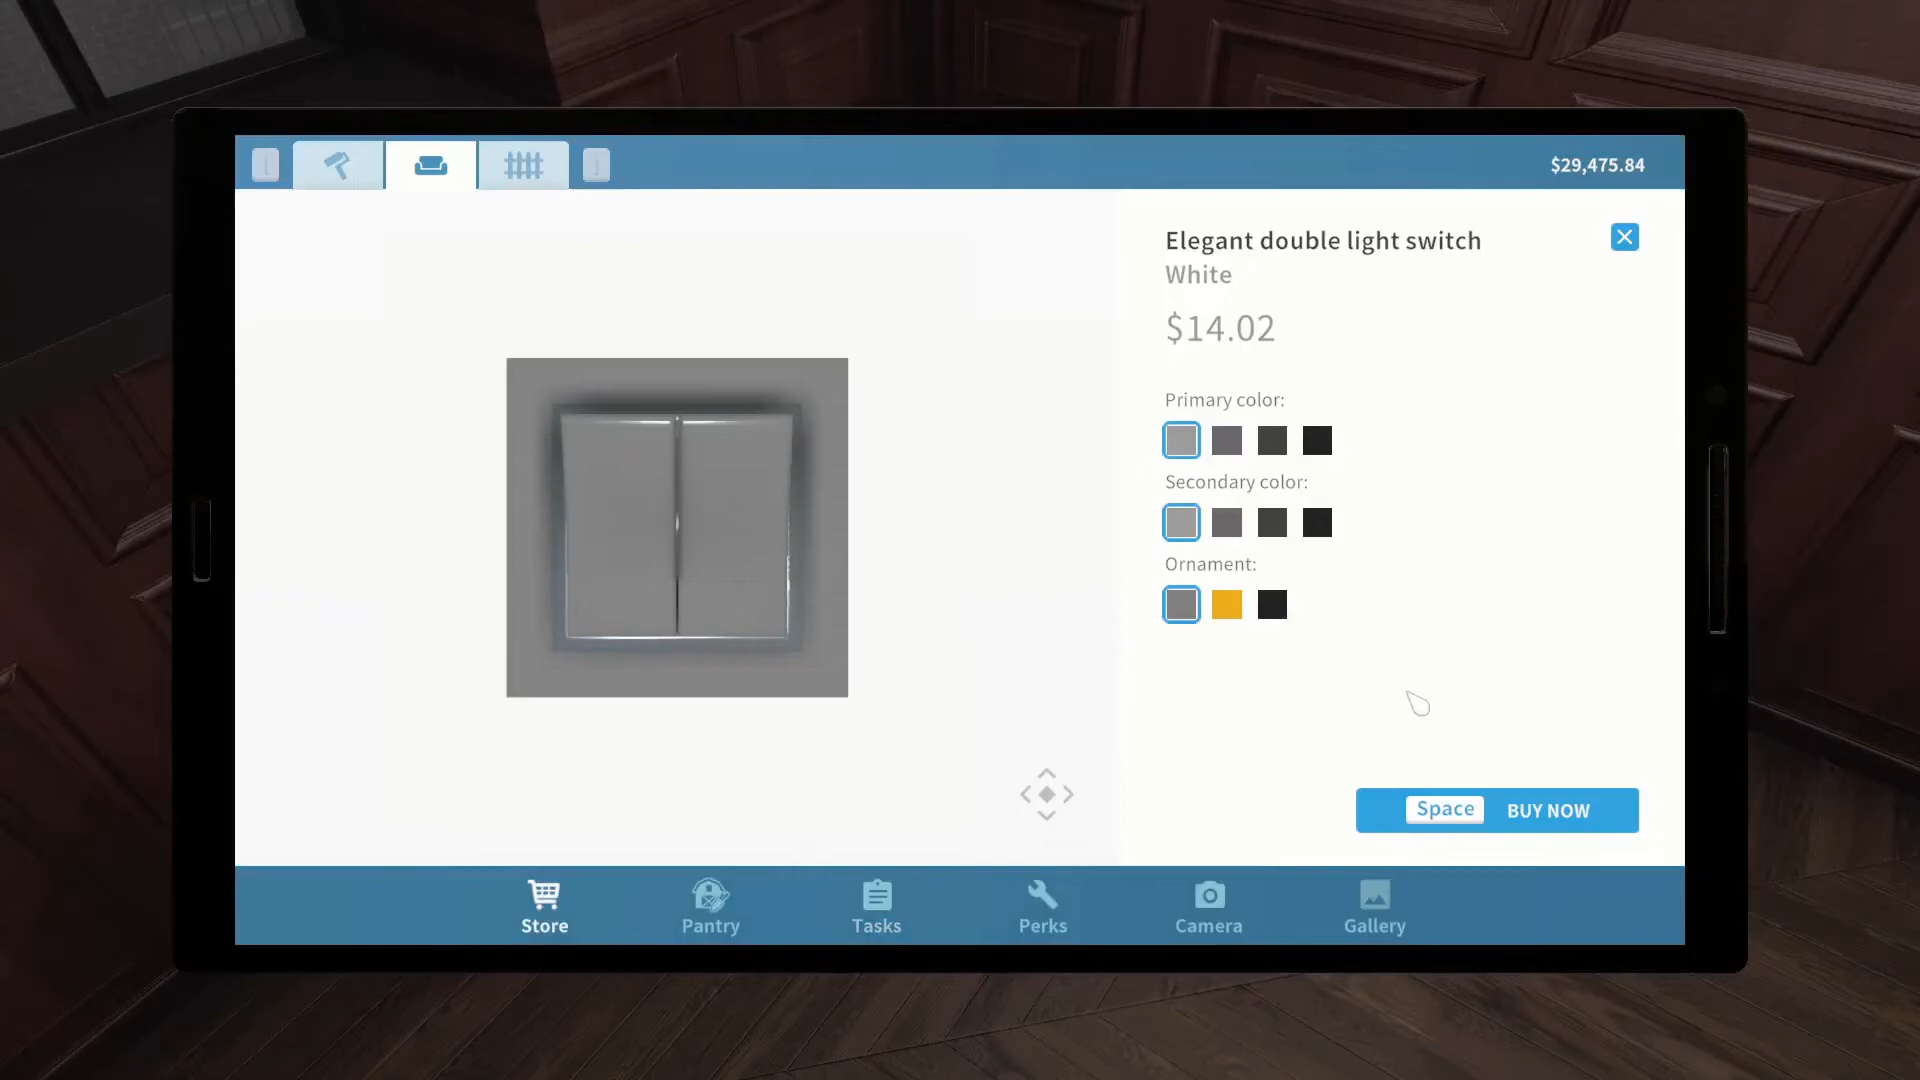 $29,475.84
Elegant double light switch
White
$14.02
Primary color:
Secondary color:
Ornament:
Space BUY NOW
Store Pantry Tasks Perks Camera Gallery